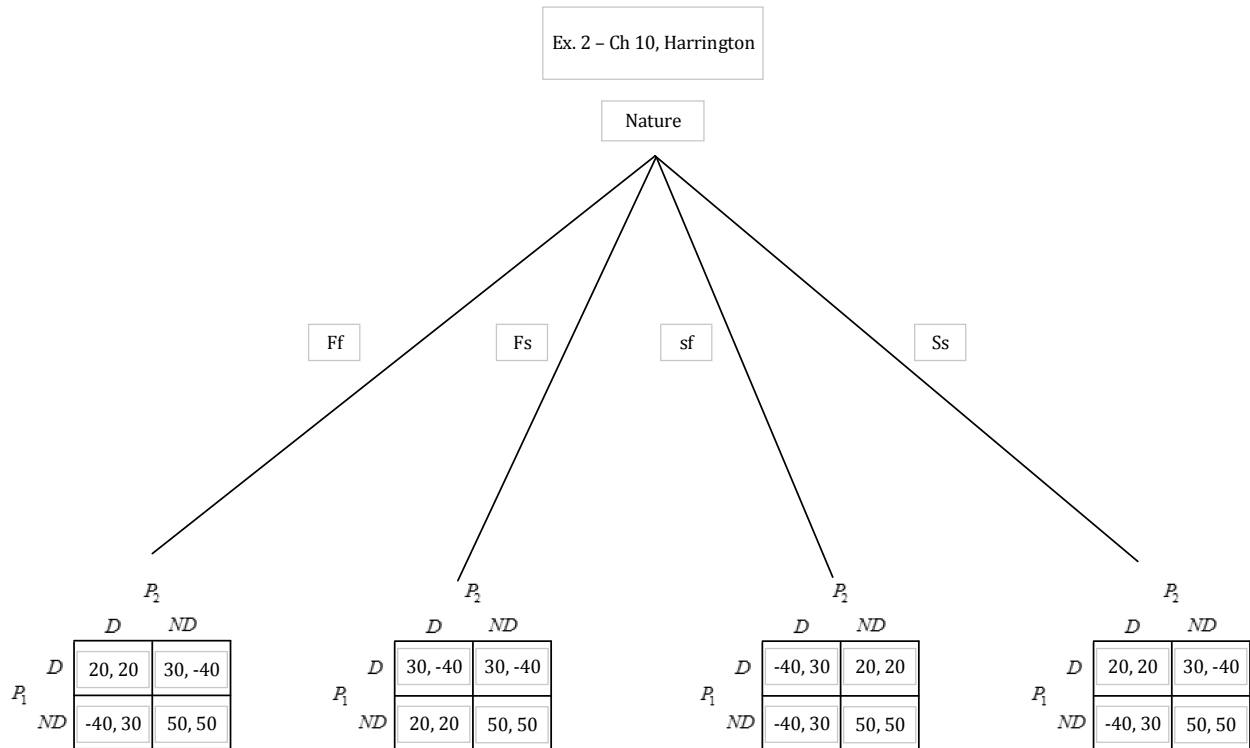 Ex. 2 – Ch 10, Harrington
Nature
Ff
Fs
sf
Ss
P2
D ND
P1
D 20, 20 30, -40
ND -40, 30 50, 50
P2
D ND
P1
D 30, -40 30, -40
ND 20, 20 50, 50
P2
D ND
P1
D -40, 30 20, 20
ND -40, 30 50, 50
P2
D ND
P1
D 20, 20 30, -40
ND -40, 30 50, 50